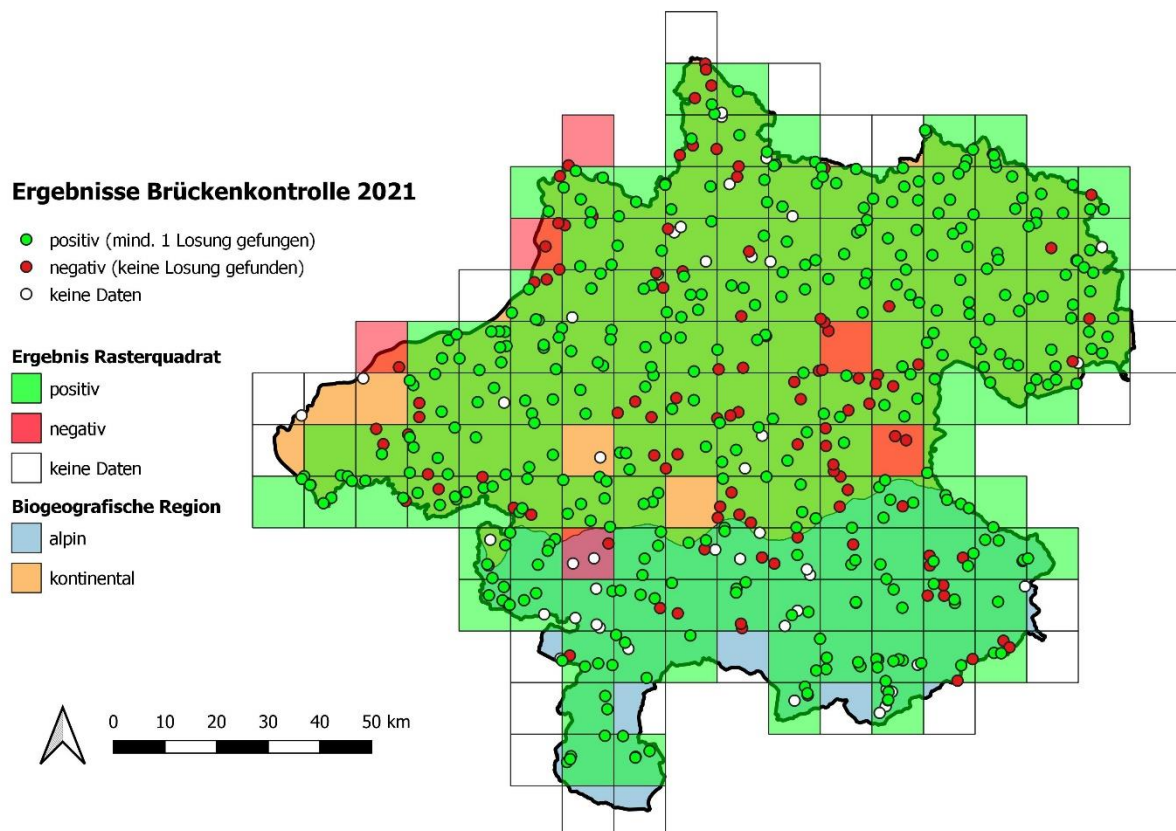 Ergebnisse Brückenkontrolle 2021
positiv (mind. 1 Losung gefungen)
negativ (keine Losung gefunden)
keine Daten
Ergebnis Rasterquadrat
positiv
negativ
keine Daten
Biogeografische Region
alpin
kontinental
0 10 20 30 40 50 km